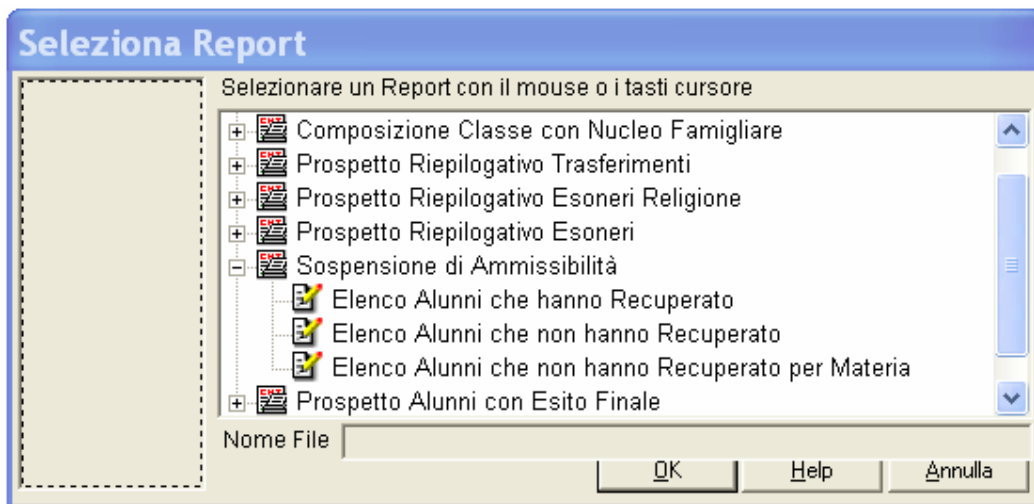 Seleziona Report
Selezionare un Report con il mouse o i tasti cursore
Composizione Classe con Nucleo Famigliare
Prospetto Riepilogativo Trasferimenti
Prospetto Riepilogativo Esoneri Religione
Prospetto Riepilogativo Esoneri
Sospensione di Ammissibilità
Elenco Alunni che hanno Recuperato
Elenco Alunni che non hanno Recuperato
Elenco Alunni che non hanno Recuperato per Materia
Prospetto Alunni con Esito Finale
Nome File
OK Help Annulla